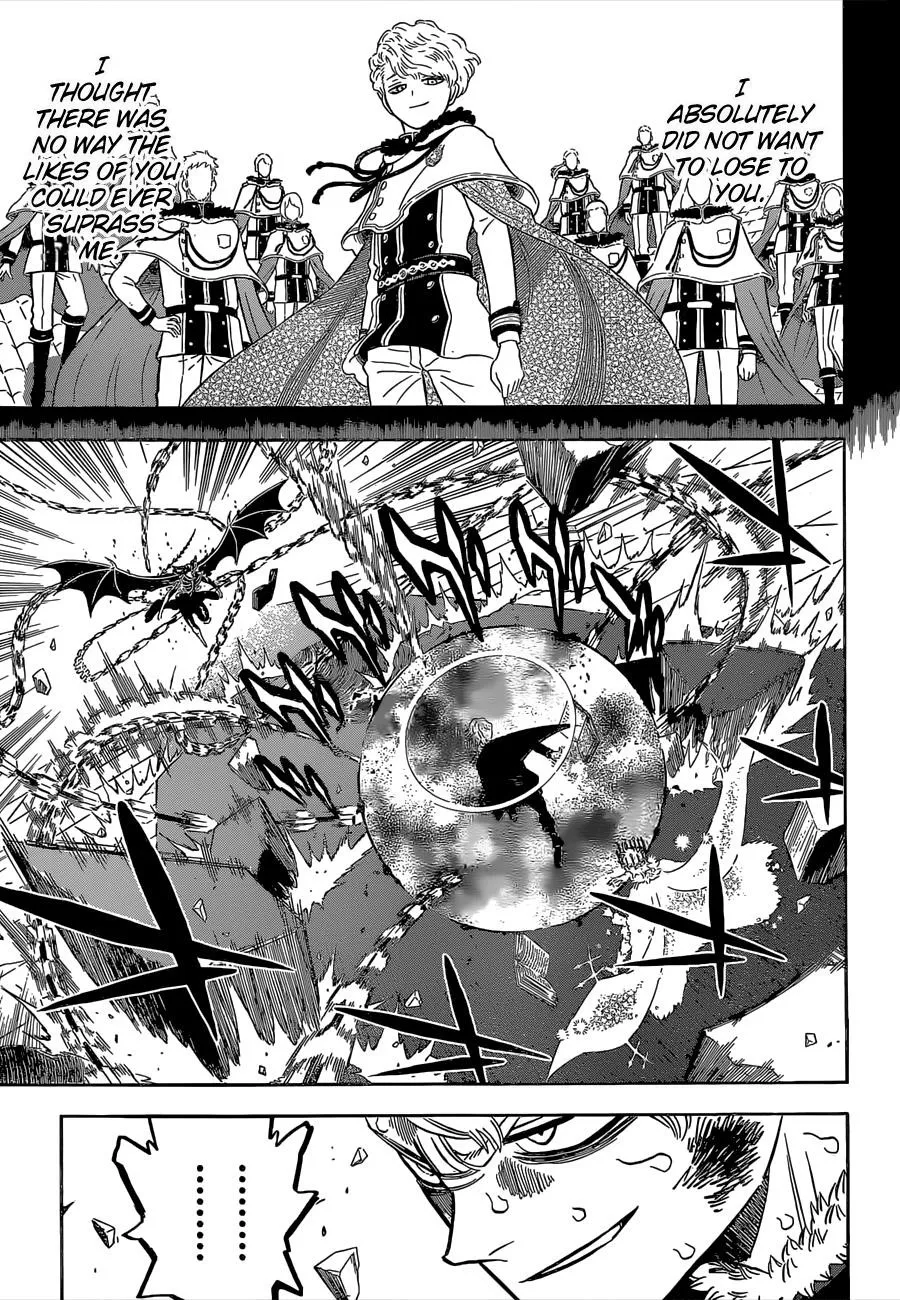 I
ABSOLUTELY
DID NOT WANT
TO LOSE TO
YOU.
I
THOUGHT
THERE WAS
NO WAY THE
LIKES OF YOU
COULD EVER
SUPRASS
ME.